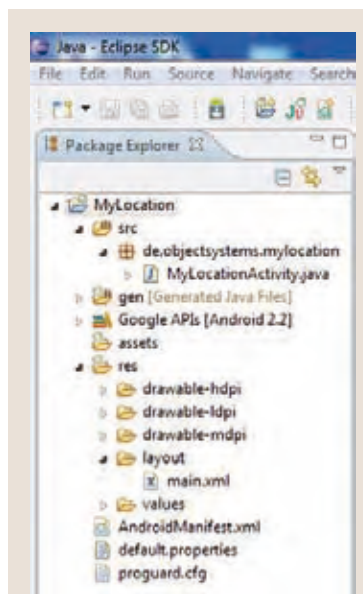 Java - Eclipse SDK
File Edit Run Source Navigate Search
Package Explorer
MyLocation
src
de.objectsystems.mylocation
MyLocationActivity.java
gen [Generated Java Files]
Google APIs [Android 2.2]
assets
res
drawable-hdpi
drawable-ldpi
drawable-mdpi
layout
main.xml
values
AndroidManifest.xml
default.properties
proguard.cfg